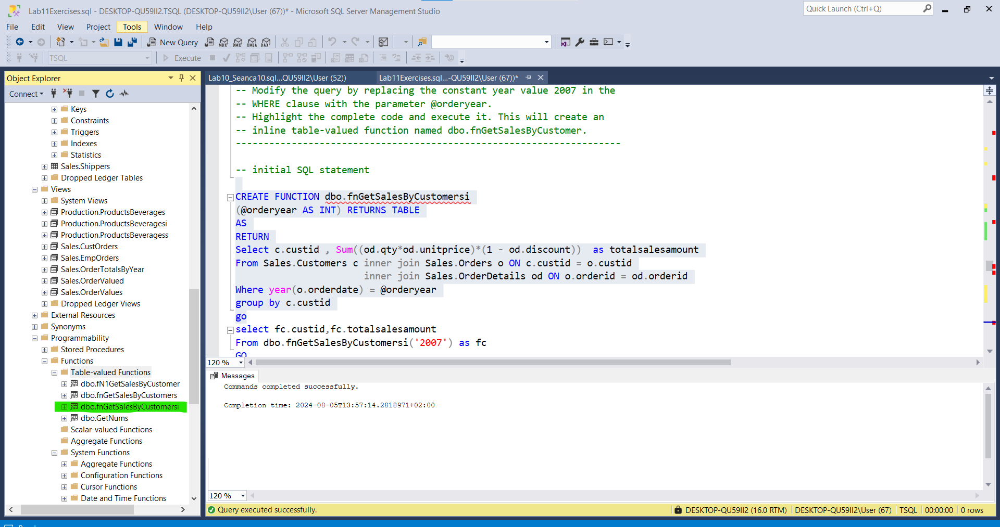 Lab11Exercises.sql - DESKTOP-QU59II2.TSQL (DESKTOP-QU59II2\User (67))* - Microsoft SQL Server Management Studio
Quick Launch (Ctrl+Q)
File Edit View Project Tools Window Help
New Query MDX DMX XMLA DAX
TSQL Execute
Object Explorer
Connect
Keys
Constraints
Triggers
Indexes
Statistics
Sales.Shippers
Dropped Ledger Tables
Views
System Views
Production.ProductsBeverages
Production.ProductsBeveragesi
Production.ProductsBeveragess
Sales.CustOrders
Sales.EmpOrders
Sales.OrderTotalsByYear
Sales.OrderValued
Sales.OrderValues
Dropped Ledger Views
External Resources
Synonyms
Programmability
Stored Procedures
Functions
Table-valued Functions
dbo.fN1GetSalesByCustomer
dbo.fnGetSalesByCustomers
dbo.fnGetSalesByCustomersi
dbo.GetNums
Scalar-valued Functions
Aggregate Functions
System Functions
Aggregate Functions
Configuration Functions
Cursor Functions
Date and Time Functions
Lab10_Seanca10.sql...QU59II2\User (52))
Lab11Exercises.sql...-QU59II2\User (67))*
-- Modify the query by replacing the constant year value 2007 in the
-- WHERE clause with the parameter @orderyear.
-- Highlight the complete code and execute it. This will create an
-- inline table-valued function named dbo.fnGetSalesByCustomer.
---------------------------------------------------------------------
-- initial SQL statement
CREATE FUNCTION dbo.fnGetSalesByCustomersi
(@orderyear AS INT) RETURNS TABLE
AS
RETURN
Select c.custid , Sum((od.qty*od.unitprice)*(1 - od.discount))  as totalsalesamount
From Sales.Customers c inner join Sales.Orders o ON c.custid = o.custid
inner join Sales.OrderDetails od ON o.orderid = od.orderid
Where year(o.orderdate) = @orderyear
group by c.custid
go
select fc.custid,fc.totalsalesamount
From dbo.fnGetSalesByCustomersi('2007') as fc
GO
120 %
Messages
Commands completed successfully.
Completion time: 2024-08-05T13:57:14.2818971+02:00
120 %
Query executed successfully.
DESKTOP-QU59II2 (16.0 RTM) DESKTOP-QU59II2\User (67) TSQL 00:00:00 0 rows